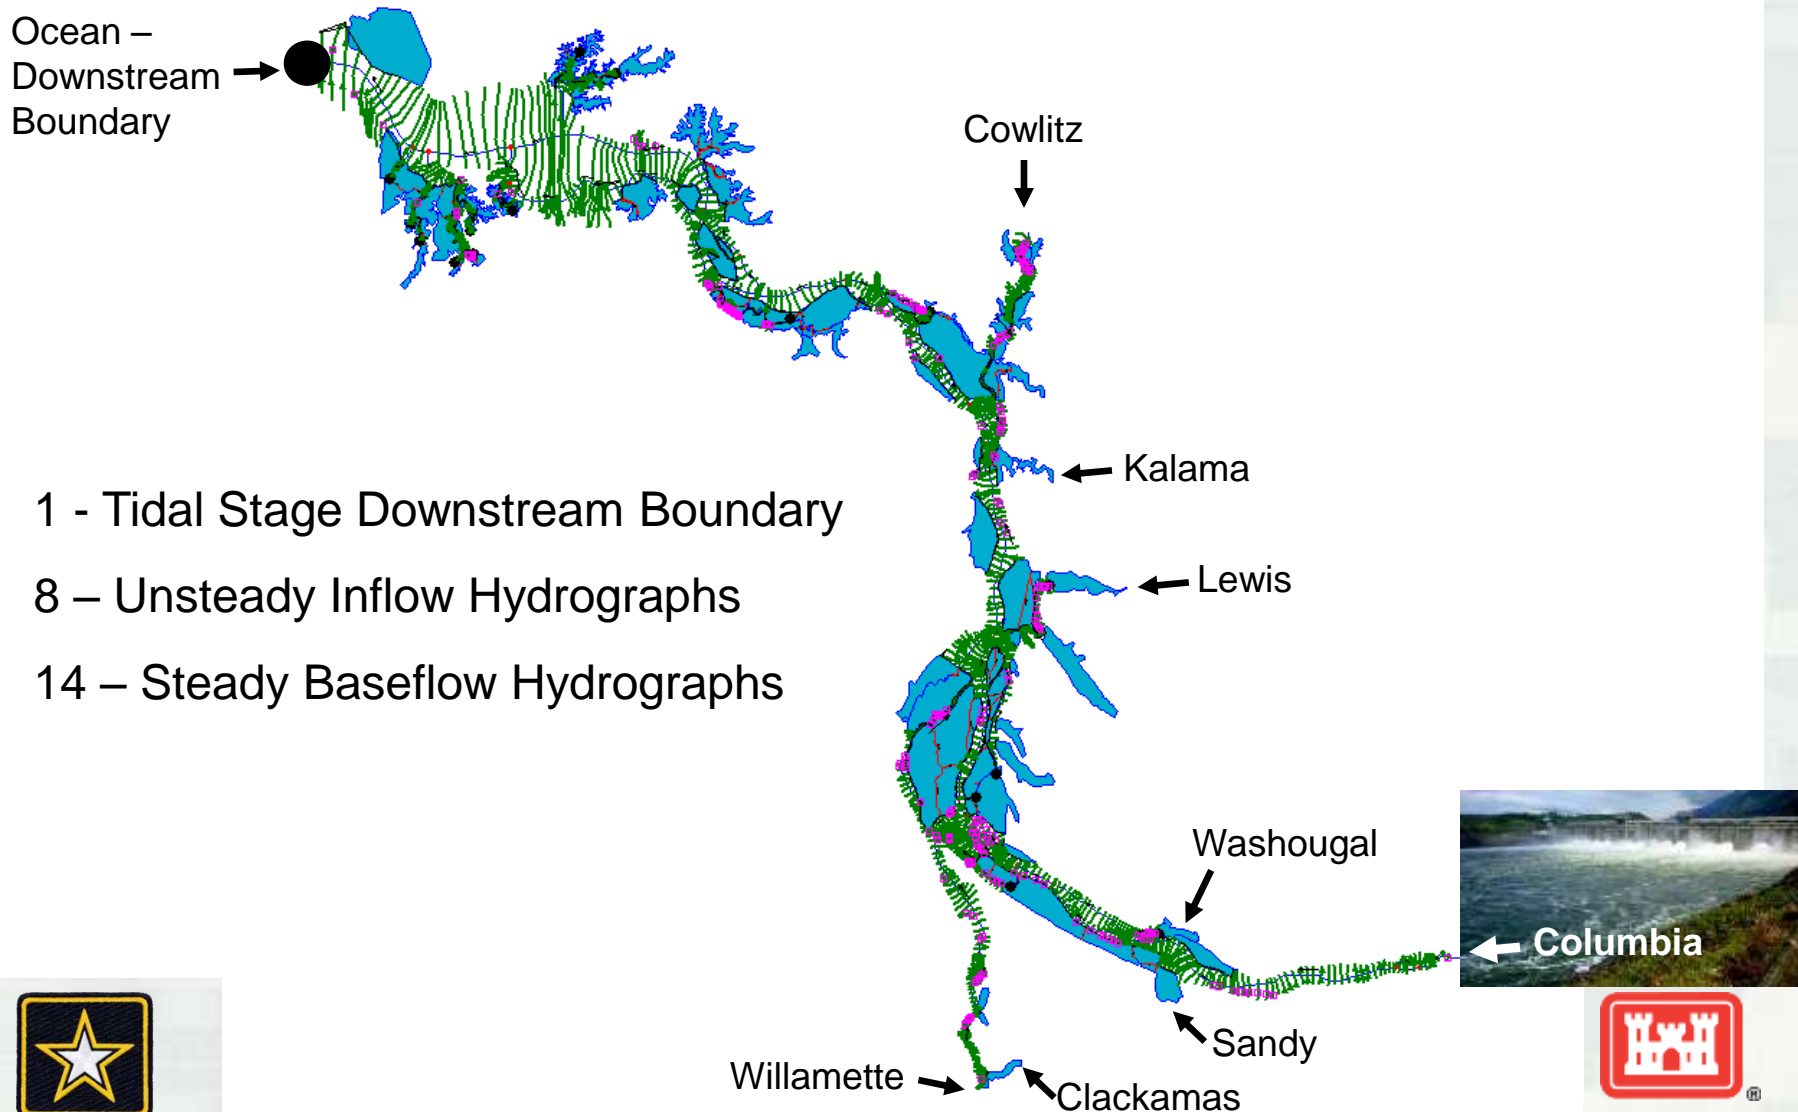 Ocean –
Downstream
Boundary
Cowlitz
Kalama
1 - Tidal Stage Downstream Boundary
Lewis
8 – Unsteady Inflow Hydrographs
14 – Steady Baseflow Hydrographs
Washougal
Columbia
Sandy
Willamette
Clackamas
®